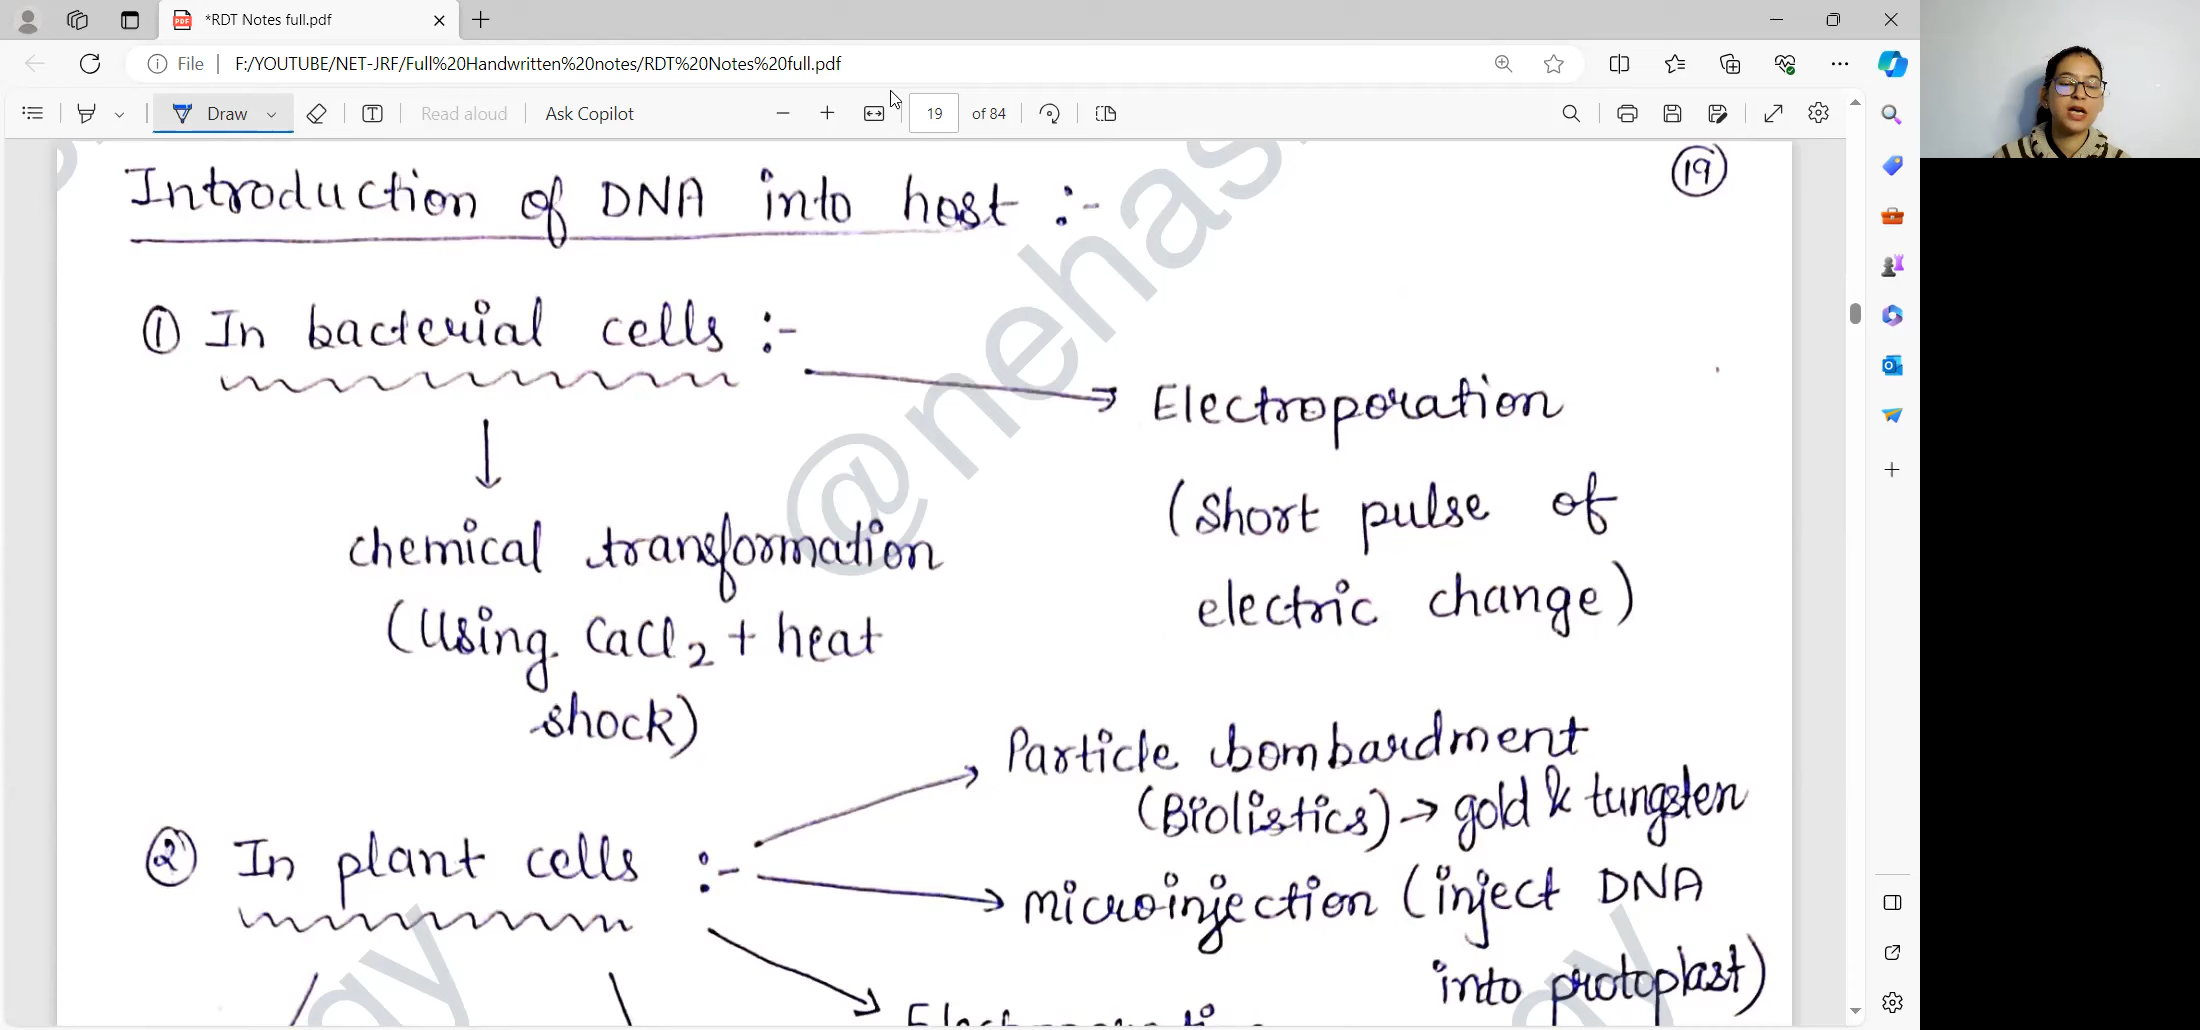 *RDT Notes full.pdf
File
F:/YOUTUBE/NET-JRF/Full%20Handwritten%20notes/RDT%20Notes%20full.pdf
Draw
Read aloud
Ask Copilot
19 of 84
19
Introduction of DNA into host :-
① In bacterial cells :-
Electroporation
(short pulse of
electric change)
chemical transformation
(Using CaCl2 + heat
shock)
Particle bombardment
(Biolistics) → gold & tungsten
② In plant cells :-
microinjection (inject DNA
into protoplast)
@nehas
gy
gy